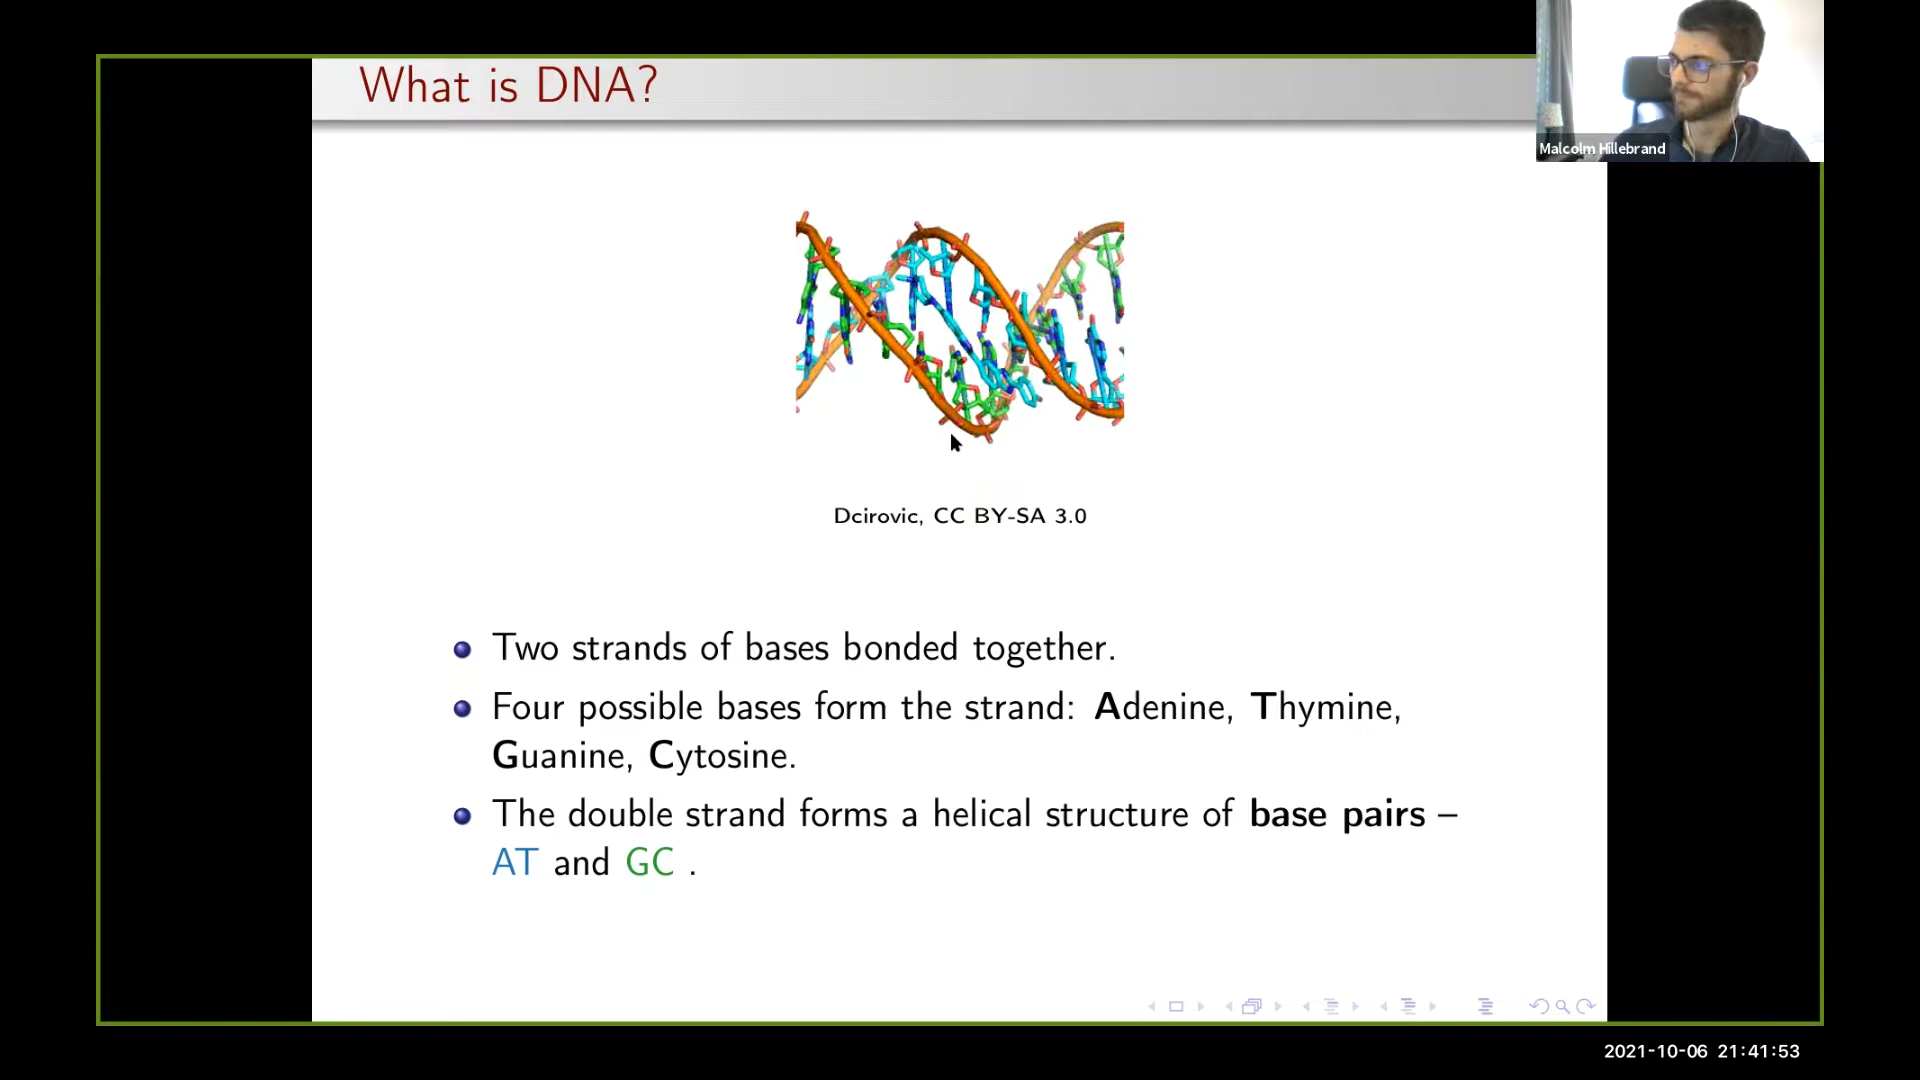 What is DNA?
Malcolm Hillebrand
Dcirovic, CC BY-SA 3.0
Two strands of bases bonded together.
Four possible bases form the strand: Adenine, Thymine,
Guanine, Cytosine.
The double strand forms a helical structure of base pairs –
AT and GC .
2021-10-06 21:41:53